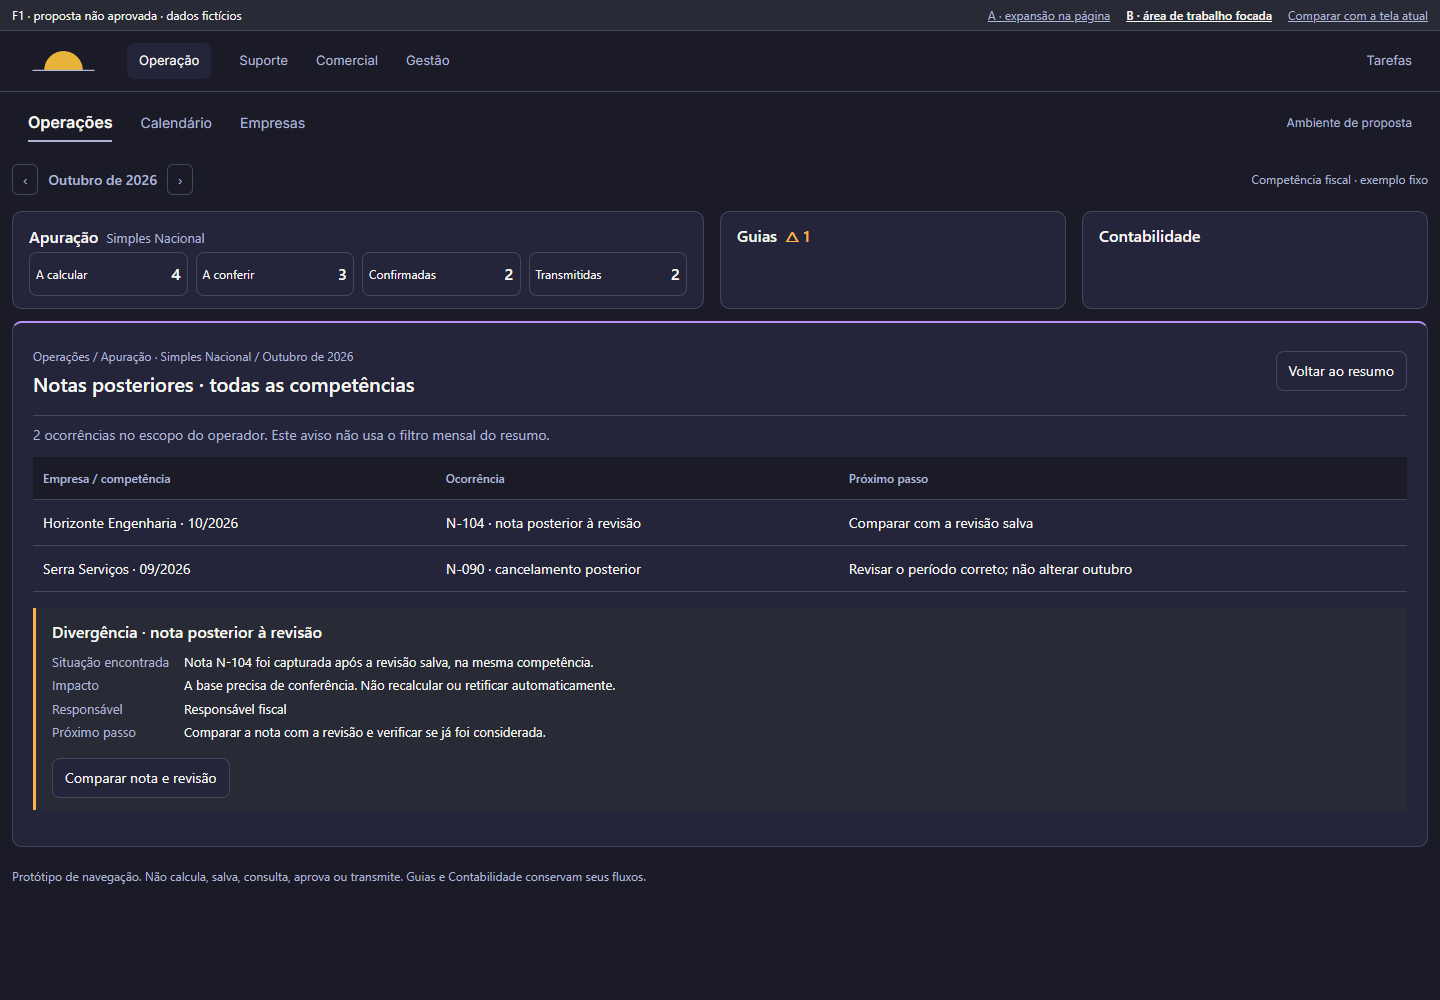 F1 · proposta não aprovada · dados fictícios
A · expansão na página B · área de trabalho focada Comparar com a tela atual
Operação Suporte Comercial Gestão Tarefas
Operações Calendário Empresas Ambiente de proposta
‹ Outubro de 2026 › Competência fiscal · exemplo fixo
Apuração Simples Nacional
A calcular 4 A conferir 3 Confirmadas 2 Transmitidas 2
Guias △ 1
Contabilidade
Operações / Apuração · Simples Nacional / Outubro de 2026
Notas posteriores · todas as competências
Voltar ao resumo
2 ocorrências no escopo do operador. Este aviso não usa o filtro mensal do resumo.
Empresa / competência Ocorrência Próximo passo
Horizonte Engenharia · 10/2026 N-104 · nota posterior à revisão Comparar com a revisão salva
Serra Serviços · 09/2026 N-090 · cancelamento posterior Revisar o período correto; não alterar outubro
Divergência · nota posterior à revisão
Situação encontrada Nota N-104 foi capturada após a revisão salva, na mesma competência.
Impacto A base precisa de conferência. Não recalcular ou retificar automaticamente.
Responsável Responsável fiscal
Próximo passo Comparar a nota com a revisão e verificar se já foi considerada.
Comparar nota e revisão
Protótipo de navegação. Não calcula, salva, consulta, aprova ou transmite. Guias e Contabilidade conservam seus fluxos.